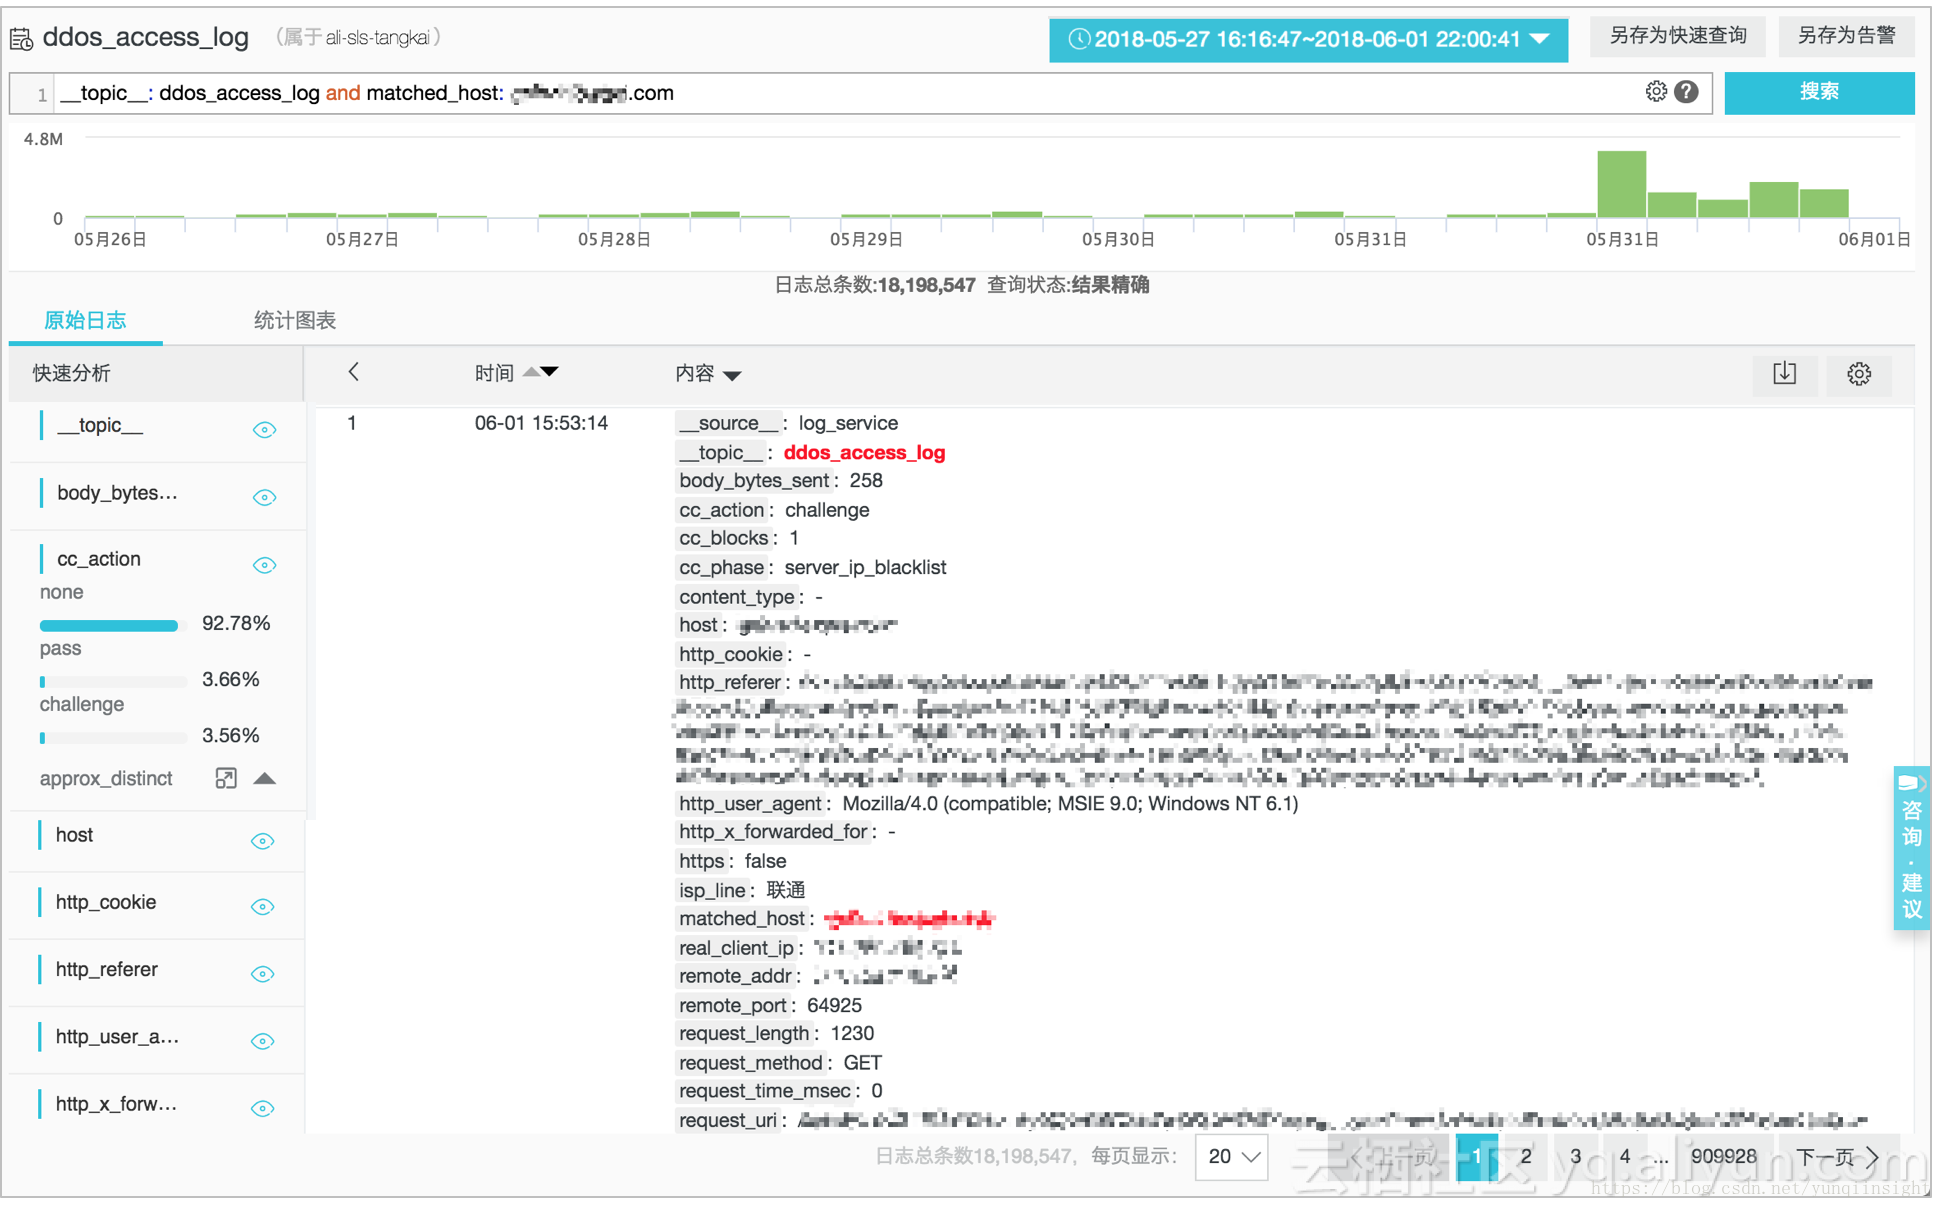 ddos_access_log （属于 ali-sls-tangkai）
2018-05-27 16:16:47~2018-06-01 22:00:41 另存为快速查询 另存为告警
1 __topic__: ddos_access_log and matched_host: .com ? 搜索
4.8M
0
05月26日 05月27日 05月28日 05月29日 05月30日 05月31日 05月31日 06月01日
日志总条数:18,198,547 查询状态:结果精确
原始日志 统计图表
快速分析 时间 内容
__topic__
body_bytes...
cc_action
none
92.78%
pass
3.66%
challenge
3.56%
approx_distinct
host
http_cookie
http_referer
http_user_a...
http_x_forw...
1 06-01 15:53:14
__source__ : log_service
__topic__ : ddos_access_log
body_bytes_sent : 258
cc_action : challenge
cc_blocks : 1
cc_phase : server_ip_blacklist
content_type : -
host :
http_cookie : -
http_referer :
http_user_agent : Mozilla/4.0 (compatible; MSIE 9.0; Windows NT 6.1)
http_x_forwarded_for : -
https : false
isp_line : 联通
matched_host :
real_client_ip :
remote_addr :
remote_port : 64925
request_length : 1230
request_method : GET
request_time_msec : 0
request_uri :
咨询·建议
日志总条数18,198,547, 每页显示: 20 上一页 1 2 3 4 ... 909928 下一页
云栖社区 yq.aliyun.com
https://blog.csdn.net/yunqiinsight